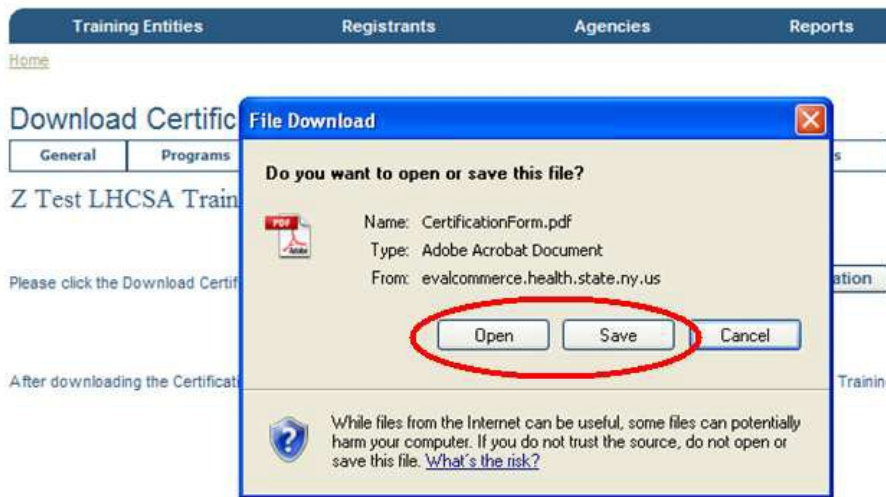 Training Entities Registrants Agencies Reports
Home
Download Certific
General Programs s
Z Test LHCSA Train
Please click the Download Certif ation
After downloading the Certificati Trainin
File Download
Do you want to open or save this file?
PDF
Adobe
Name: CertificationForm.pdf
Type: Adobe Acrobat Document
From: evalcommerce.health.state.ny.us
Open Save Cancel
While files from the Internet can be useful, some files can potentially
harm your computer. If you do not trust the source, do not open or
save this file. What's the risk?